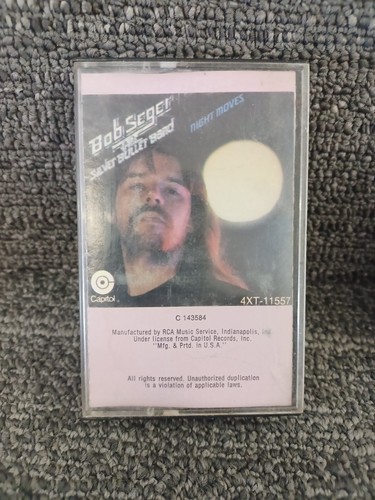 Bob Seger
& THE
SILVER BULLET BAND
NIGHT MOVES
Capitol
4XT-11557
C 143584
Manufactured by RCA Music Service, Indianapolis, Ind.
Under license from Capitol Records, Inc.
"Mfg. & Prtd. in U.S.A."
All rights reserved. Unauthorized duplication
is a violation of applicable laws.